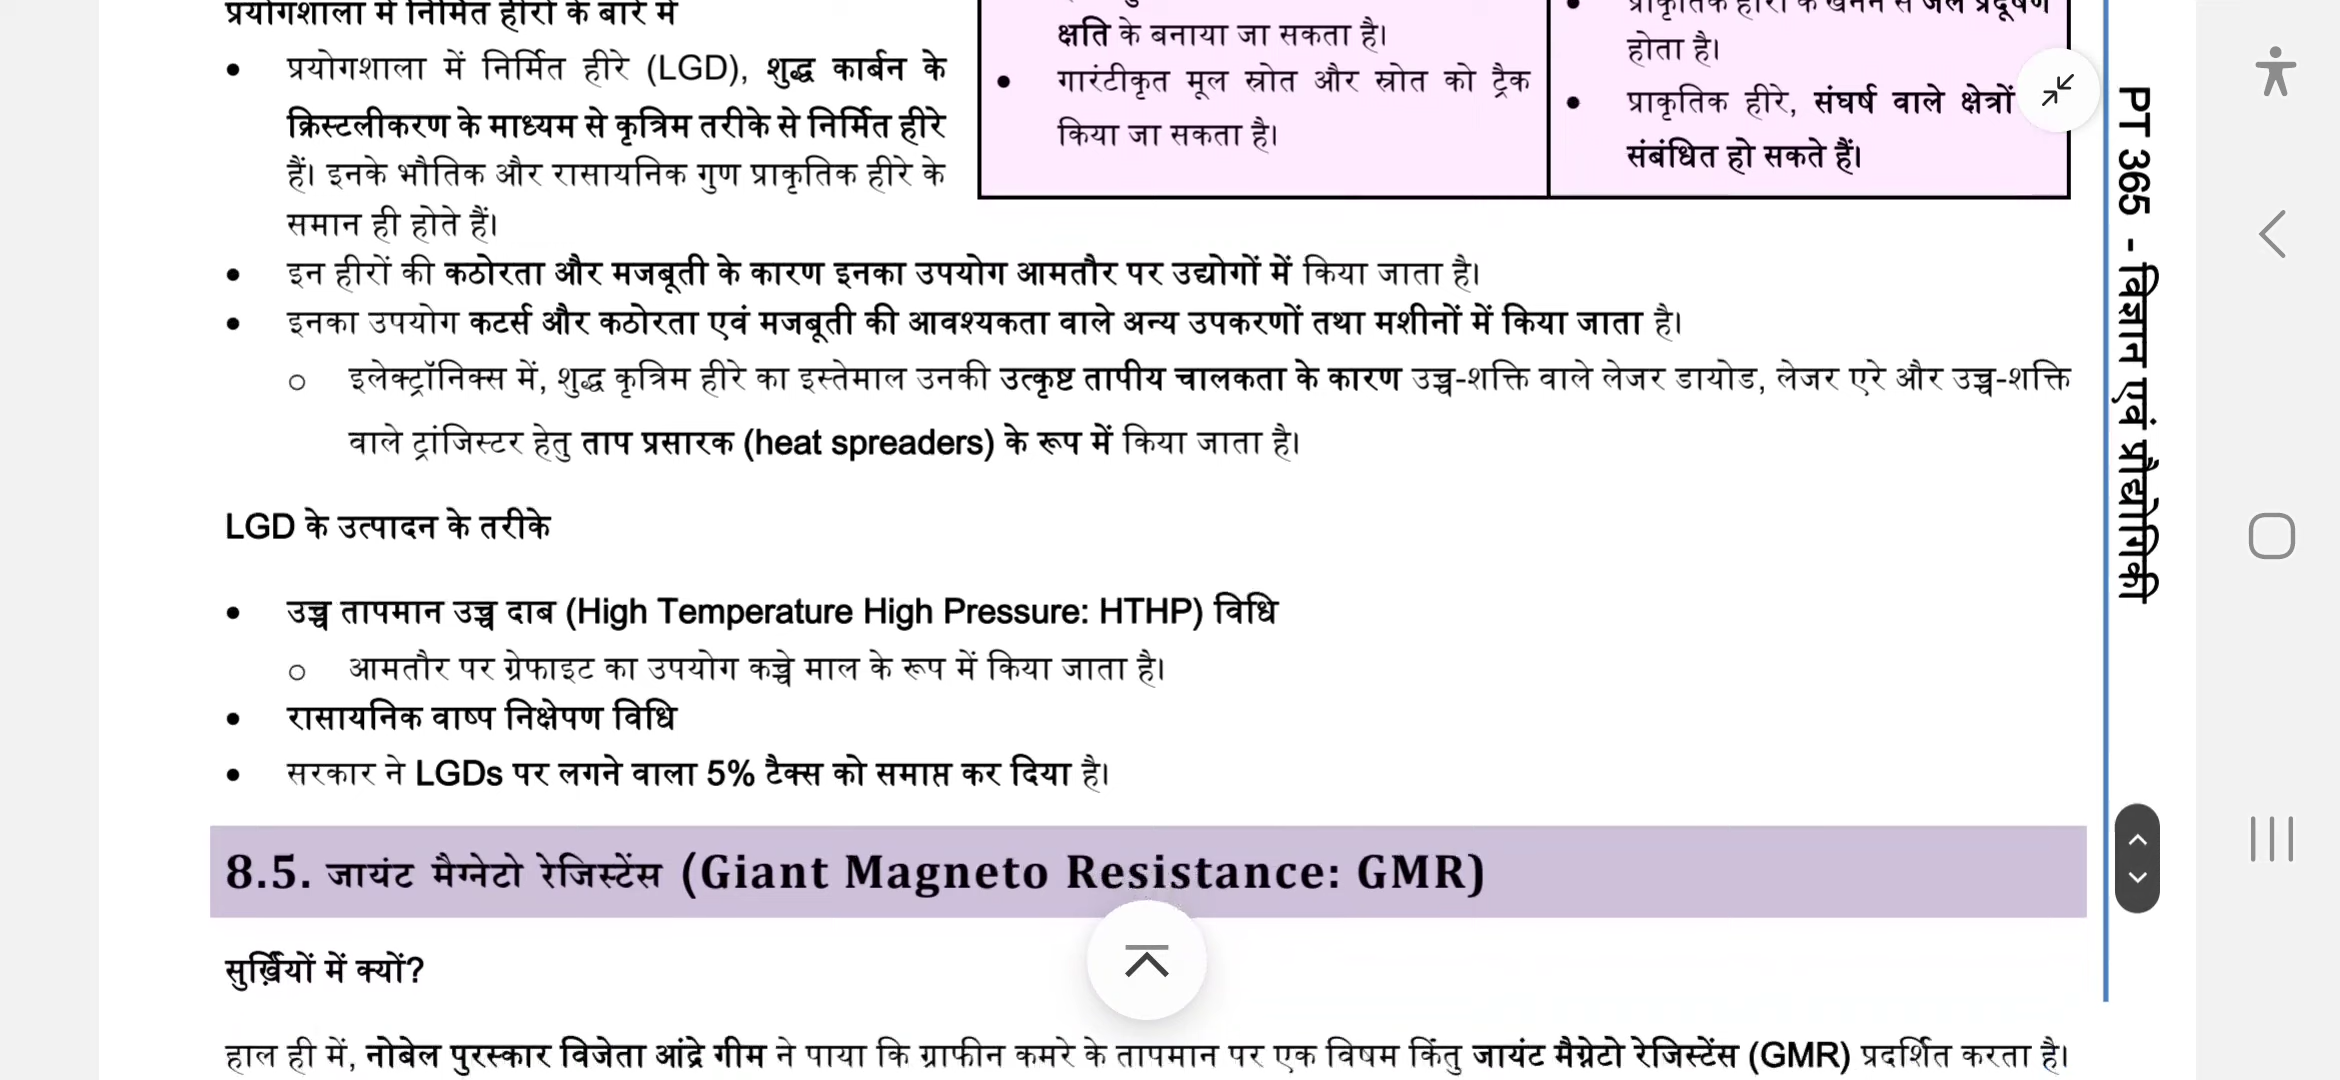 प्रयोगशाला में निर्मित हीरों के बारे में
• प्रयोगशाला में निर्मित हीरे (LGD), शुद्ध कार्बन के
क्रिस्टलीकरण के माध्यम से कृत्रिम तरीके से निर्मित हीरे
हैं। इनके भौतिक और रासायनिक गुण प्राकृतिक हीरे के
समान ही होते हैं।
क्षति के बनाया जा सकता है।
• गारंटीकृत मूल स्रोत और स्रोत को ट्रैक
किया जा सकता है।
• प्राकृतिक हीरों के खनन से जल प्रदूषण
होता है।
• प्राकृतिक हीरे, संघर्ष वाले क्षेत्रों
संबंधित हो सकते हैं।
• इन हीरों की कठोरता और मजबूती के कारण इनका उपयोग आमतौर पर उद्योगों में किया जाता है।
• इनका उपयोग कटर्स और कठोरता एवं मजबूती की आवश्यकता वाले अन्य उपकरणों तथा मशीनों में किया जाता है।
o इलेक्ट्रॉनिक्स में, शुद्ध कृत्रिम हीरे का इस्तेमाल उनकी उत्कृष्ट तापीय चालकता के कारण उच्च-शक्ति वाले लेजर डायोड, लेजर एरे और उच्च-शक्ति
वाले ट्रांजिस्टर हेतु ताप प्रसारक (heat spreaders) के रूप में किया जाता है।
LGD के उत्पादन के तरीके
• उच्च तापमान उच्च दाब (High Temperature High Pressure: HTHP) विधि
o आमतौर पर ग्रेफाइट का उपयोग कच्चे माल के रूप में किया जाता है।
• रासायनिक वाष्प निक्षेपण विधि
• सरकार ने LGDs पर लगने वाला 5% टैक्स को समाप्त कर दिया है।
8.5. जायंट मैग्नेटो रेजिस्टेंस (Giant Magneto Resistance: GMR)
सुर्ख़ियों में क्यों?
हाल ही में, नोबेल पुरस्कार विजेता आंद्रे गीम ने पाया कि ग्राफीन कमरे के तापमान पर एक विषम किंतु जायंट मैग्नेटो रेजिस्टेंस (GMR) प्रदर्शित करता है।
PT 365 - विज्ञान एवं प्रौद्योगिकी